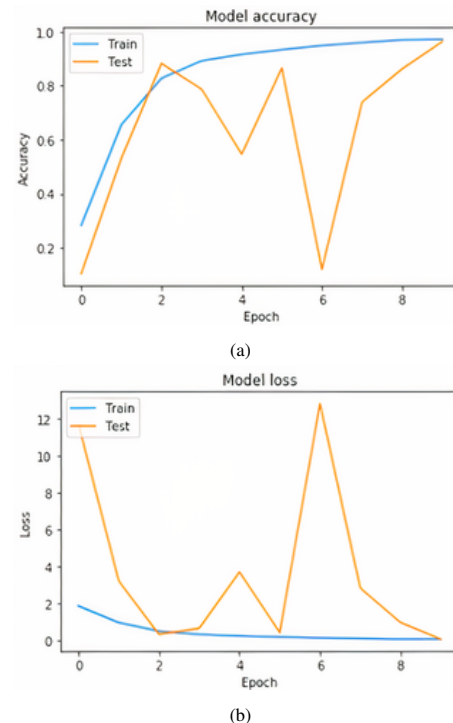 Model accuracy
1.0
Train
Test
0.8
0.6
0.4
0.2
Accuracy
0 2 4 6 8
Epoch
(a)
Model loss
Train
Test
12
10
8
6
4
2
0
Loss
0 2 4 6 8
Epoch
(b)